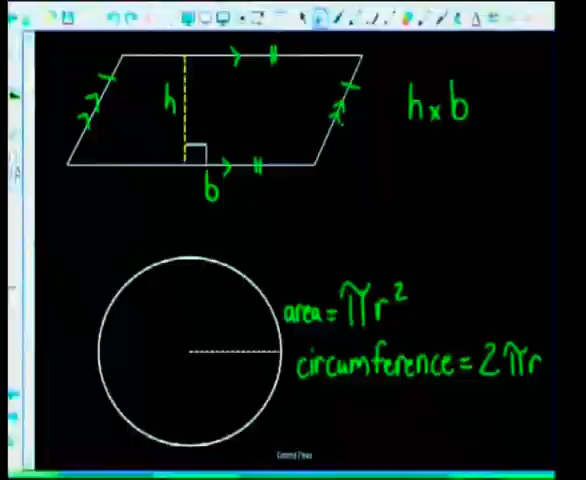 h
h x b
b
area = πr²
circumference = 2πr